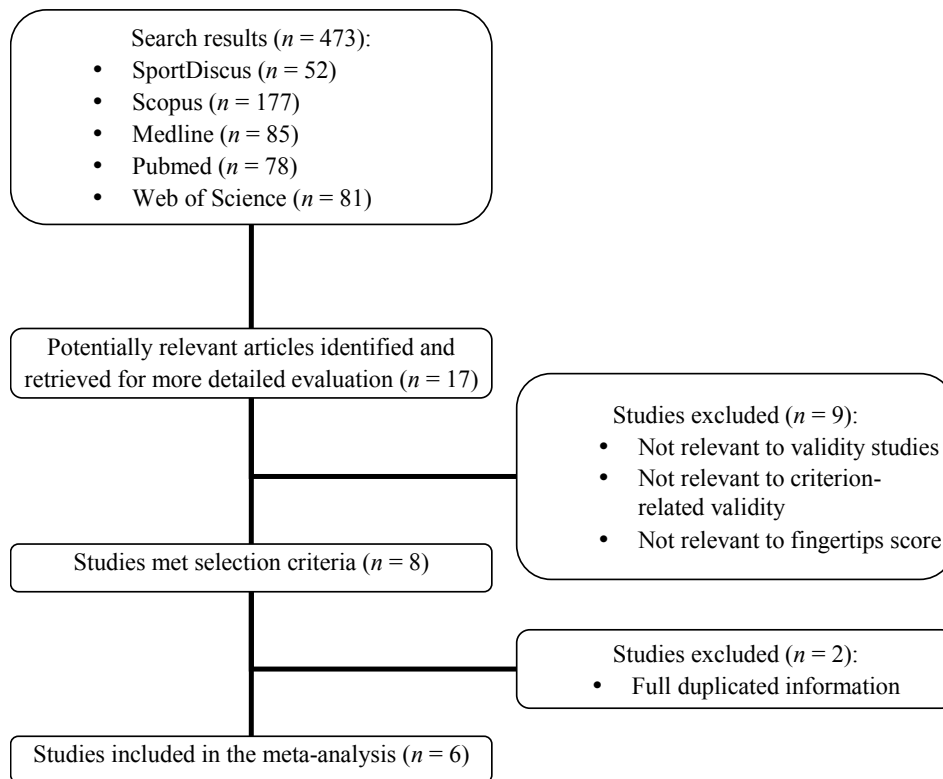 Search results (n = 473):
• SportDiscus (n = 52)
• Scopus (n = 177)
• Medline (n = 85)
• Pubmed (n = 78)
• Web of Science (n = 81)
Potentially relevant articles identified and
retrieved for more detailed evaluation (n = 17)
Studies excluded (n = 9):
• Not relevant to validity studies
• Not relevant to criterion-
related validity
• Not relevant to fingertips score
Studies met selection criteria (n = 8)
Studies excluded (n = 2):
• Full duplicated information
Studies included in the meta-analysis (n = 6)